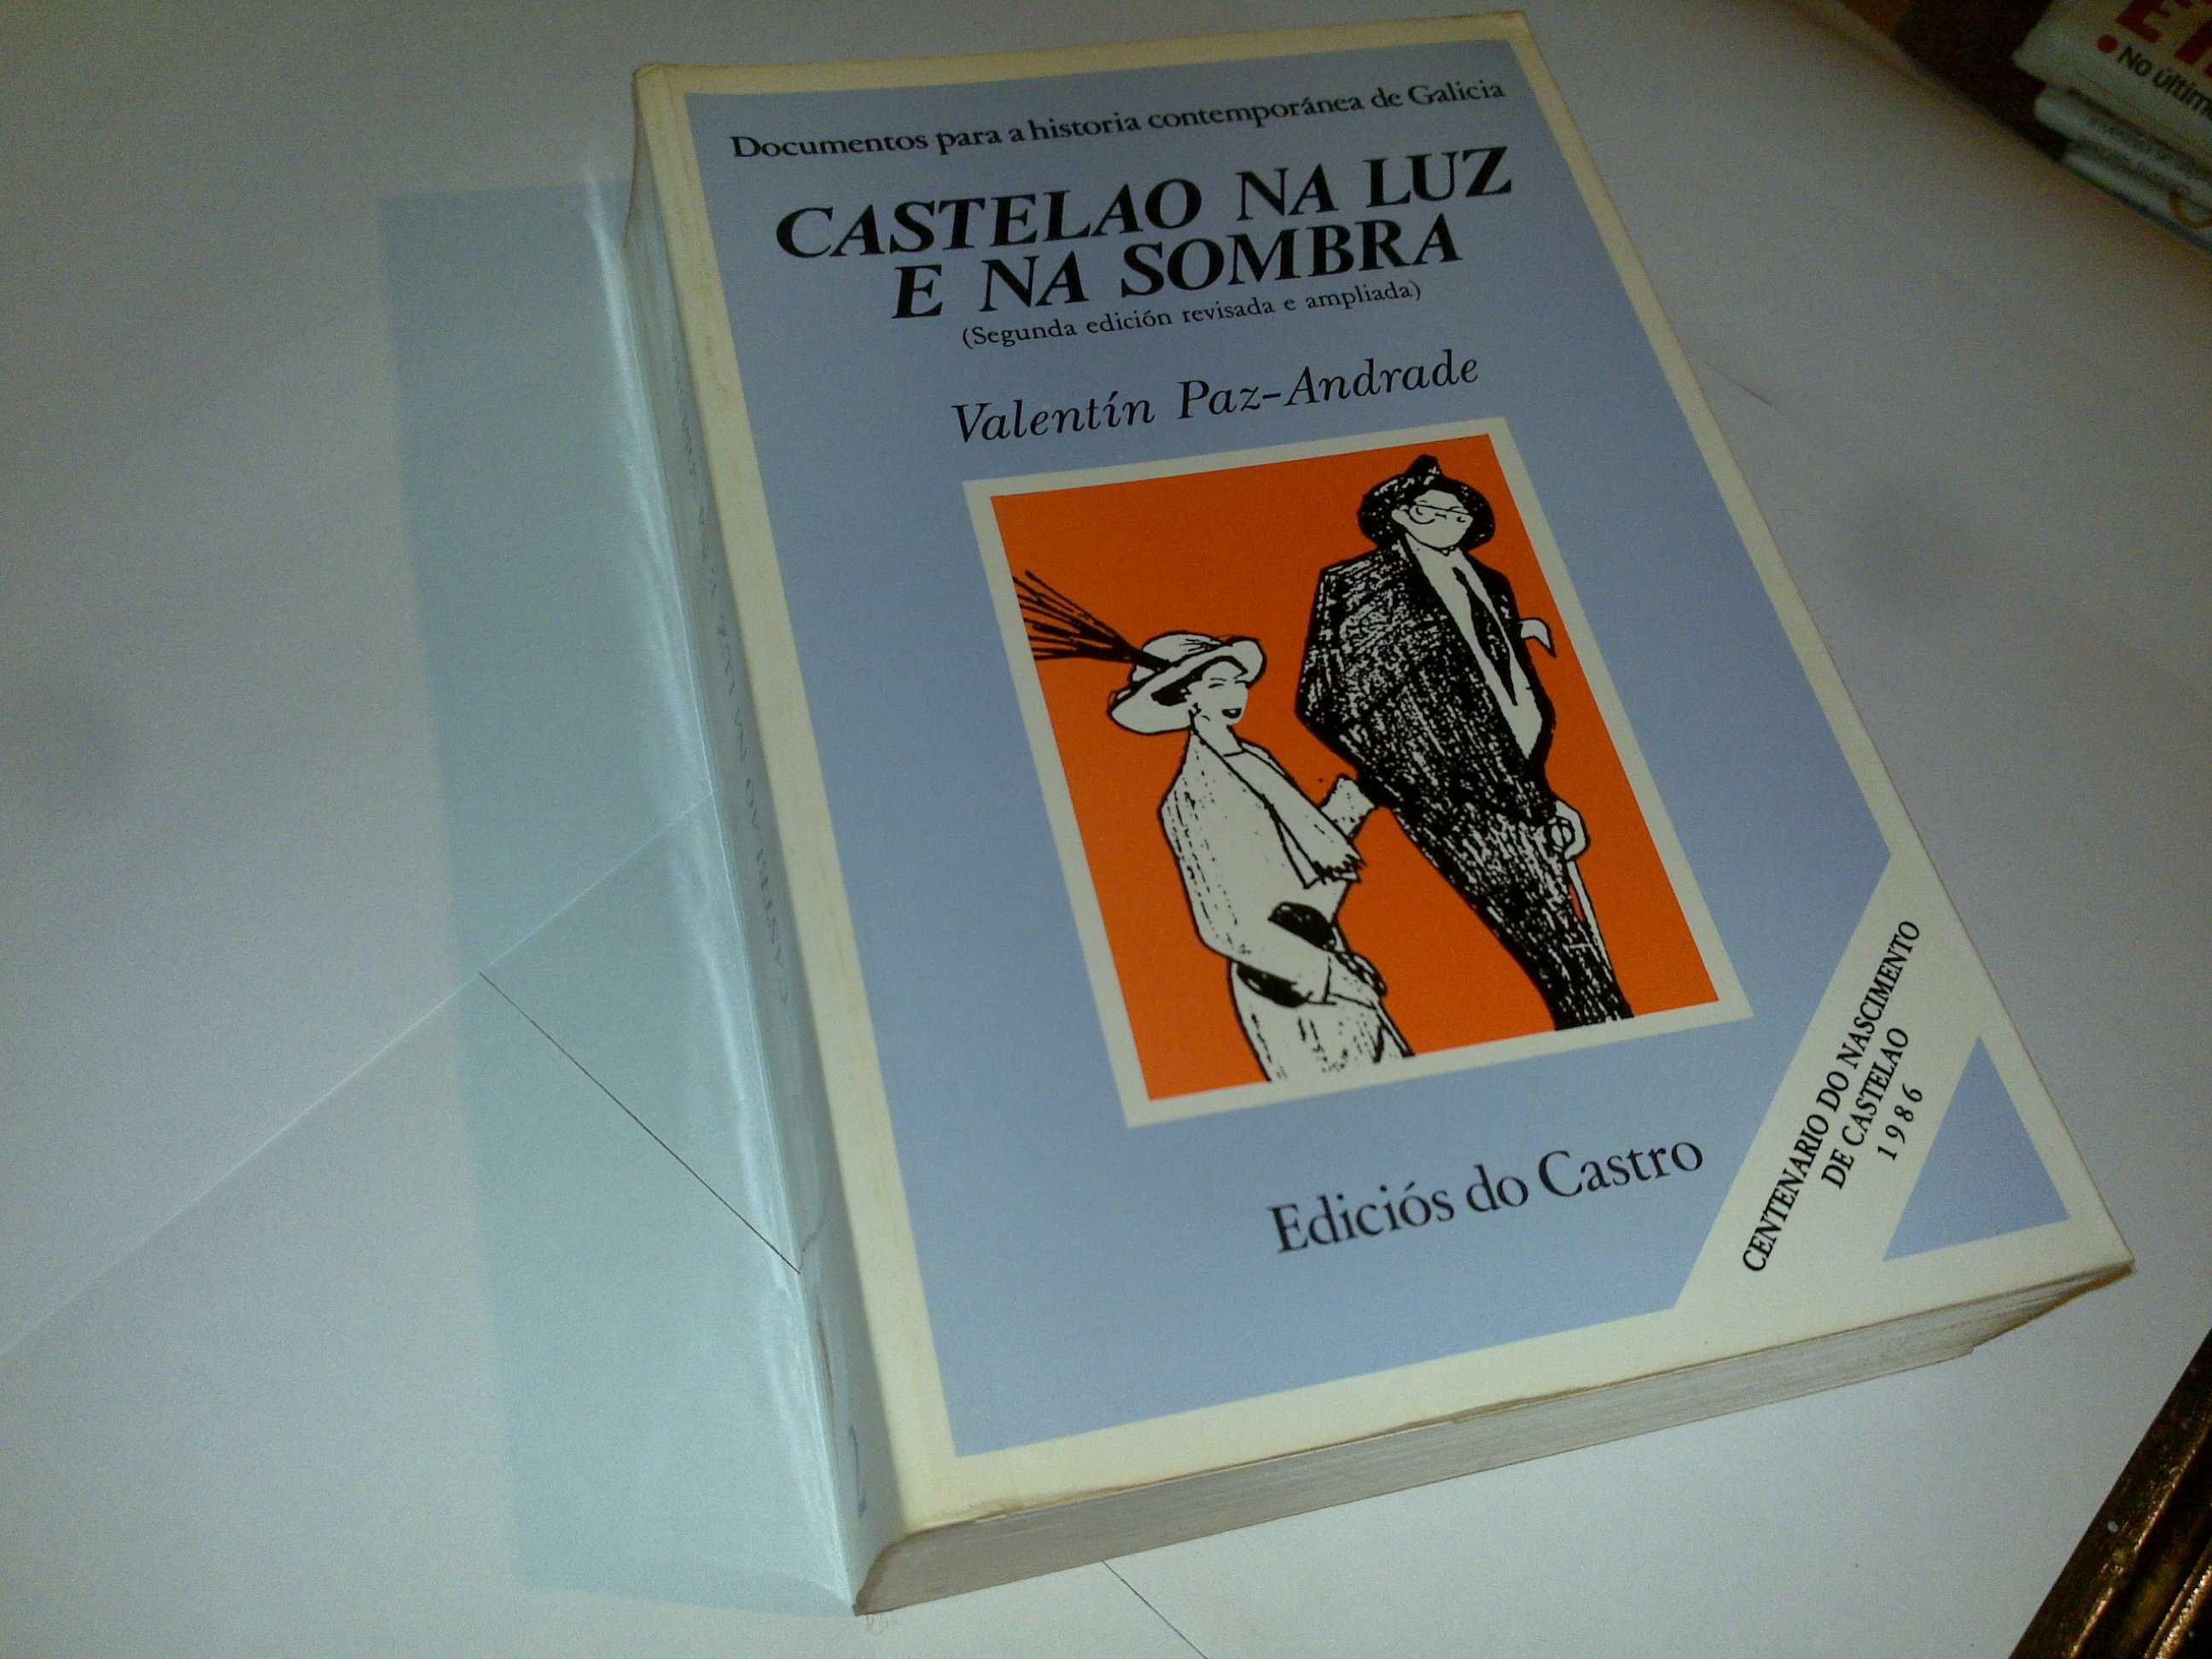 Documentos para a historia contemporánea de Galicia
CASTELAO NA LUZ
E NA SOMBRA
(Segunda edición revisada e ampliada)
Valentín Paz-Andrade
Ediciós do Castro
CENTENARIO DO NASCIMENTO
DE CASTELAO
1986
No